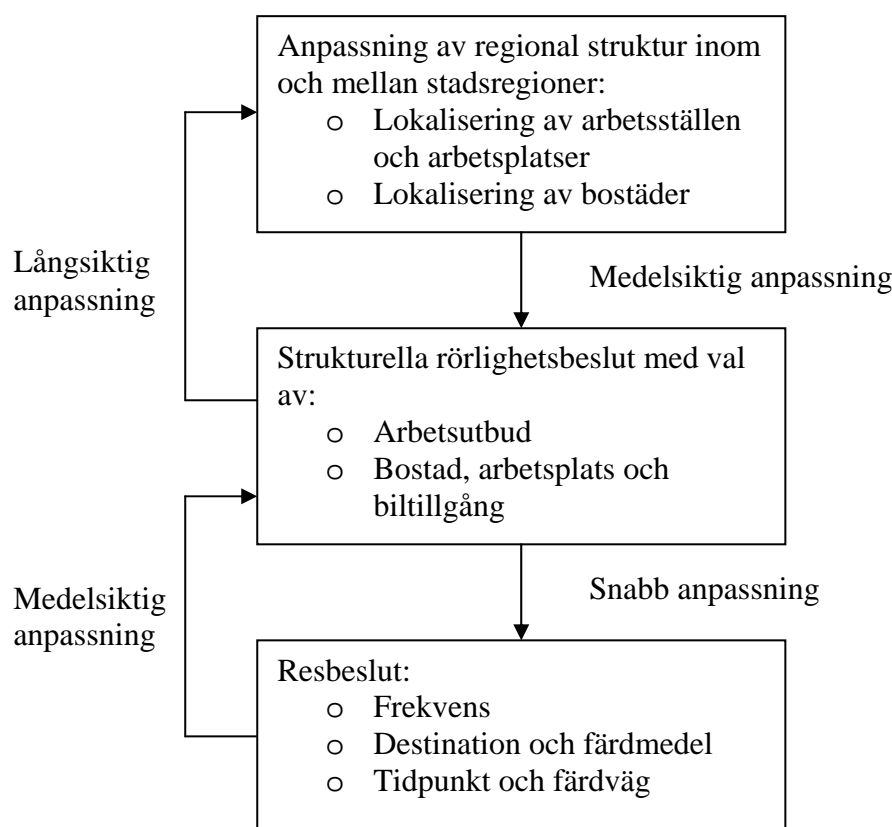 Anpassning av regional struktur inom
och mellan stadsregioner:
o Lokalisering av arbetsställen
och arbetsplatser
o Lokalisering av bostäder
Långsiktig
anpassning
Medelsiktig anpassning
Strukturella rörlighetsbeslut med val
av:
o Arbetsutbud
o Bostad, arbetsplats och
biltillgång
Medelsiktig
anpassning
Snabb anpassning
Resbeslut:
o Frekvens
o Destination och färdmedel
o Tidpunkt och färdväg